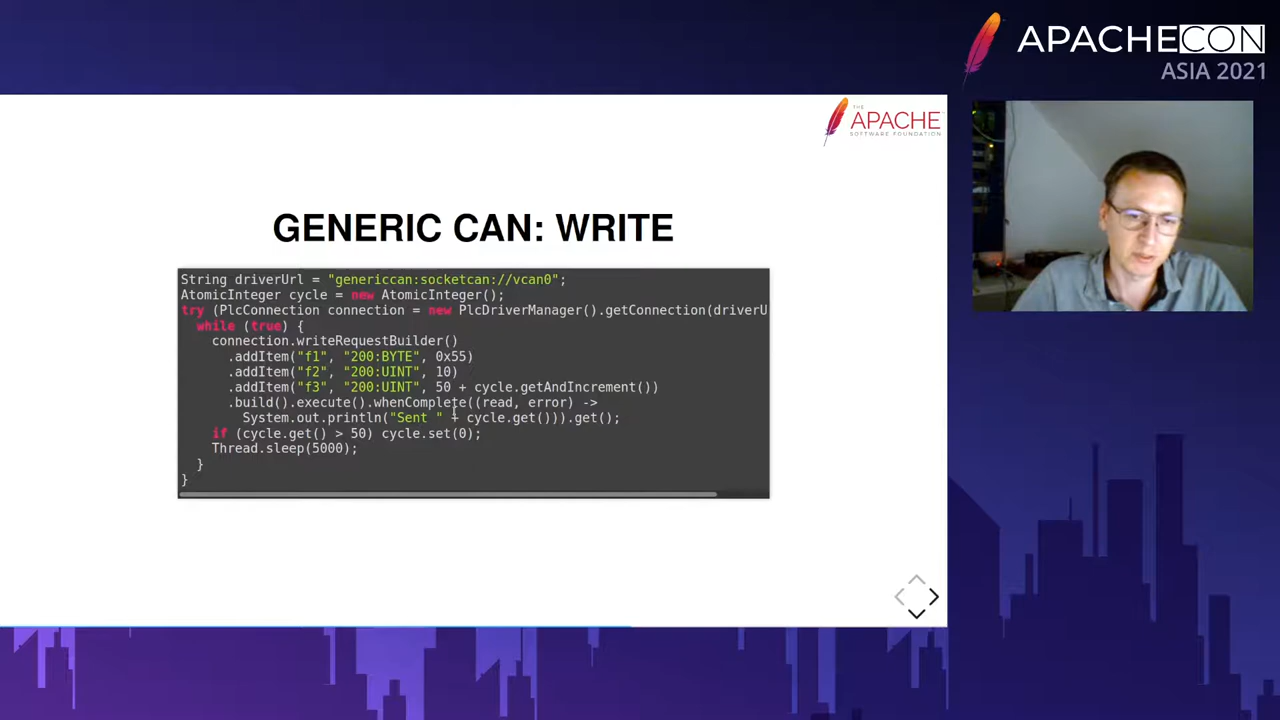 APACHECON
ASIA 2021
THE
APACHE
SOFTWARE FOUNDATION
GENERIC CAN: WRITE
String driverUrl = "genericcan:socketcan://vcan0";
AtomicInteger cycle = new AtomicInteger();
try (PlcConnection connection = new PlcDriverManager().getConnection(driverU
while (true) {
connection.writeRequestBuilder()
.addItem("f1", "200:BYTE", 0x55)
.addItem("f2", "200:UINT", 10)
.addItem("f3", "200:UINT", 50 + cycle.getAndIncrement())
.build().execute().whenComplete((read, error) ->
System.out.println("Sent " + cycle.get())).get();
if (cycle.get() > 50) cycle.set(0);
Thread.sleep(5000);
}
}